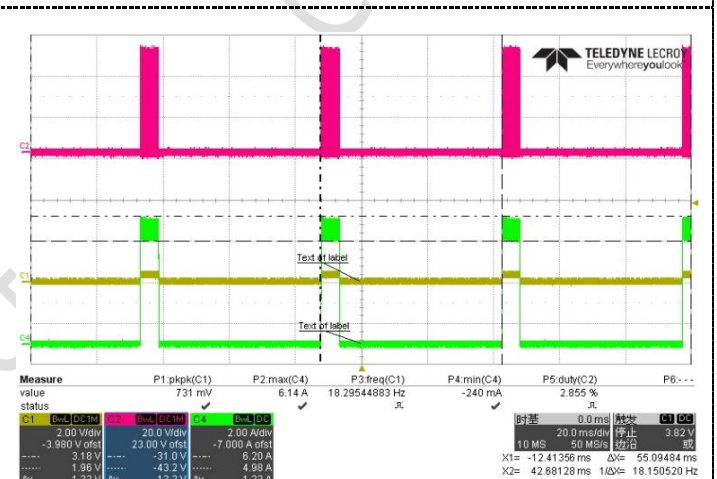 TELEDYNE LECROY
Everywhereyoulook
C2
Text of label
C1
Text of label
C4
Measure P1:pkpk(C1) P2:max(C4) P3:freq(C1) P4:min(C4) P5:duty(C2) P6:- - -
value 731 mV 6.14 A 18.29544883 Hz -240 mA 2.855 %
status
C1 BwL DC1M C2 BwL DC1M C4 BwL DC 时基 0.0 ms 触发 C1 DC
2.00 V/div 20.0 V/div 2.00 A/div 20.0 ms/div 停止 3.82 V
-3.980 V ofst 23.00 V ofst -7.000 A ofst 10 MS 50 MS/s 边沿 或
3.18 V -31.0 V 6.20 A X1= -12.41356 ms ΔX= 55.09484 ms
1.96 V -43.2 V 4.98 A X2= 42.68128 ms 1/ΔX= 18.150520 Hz